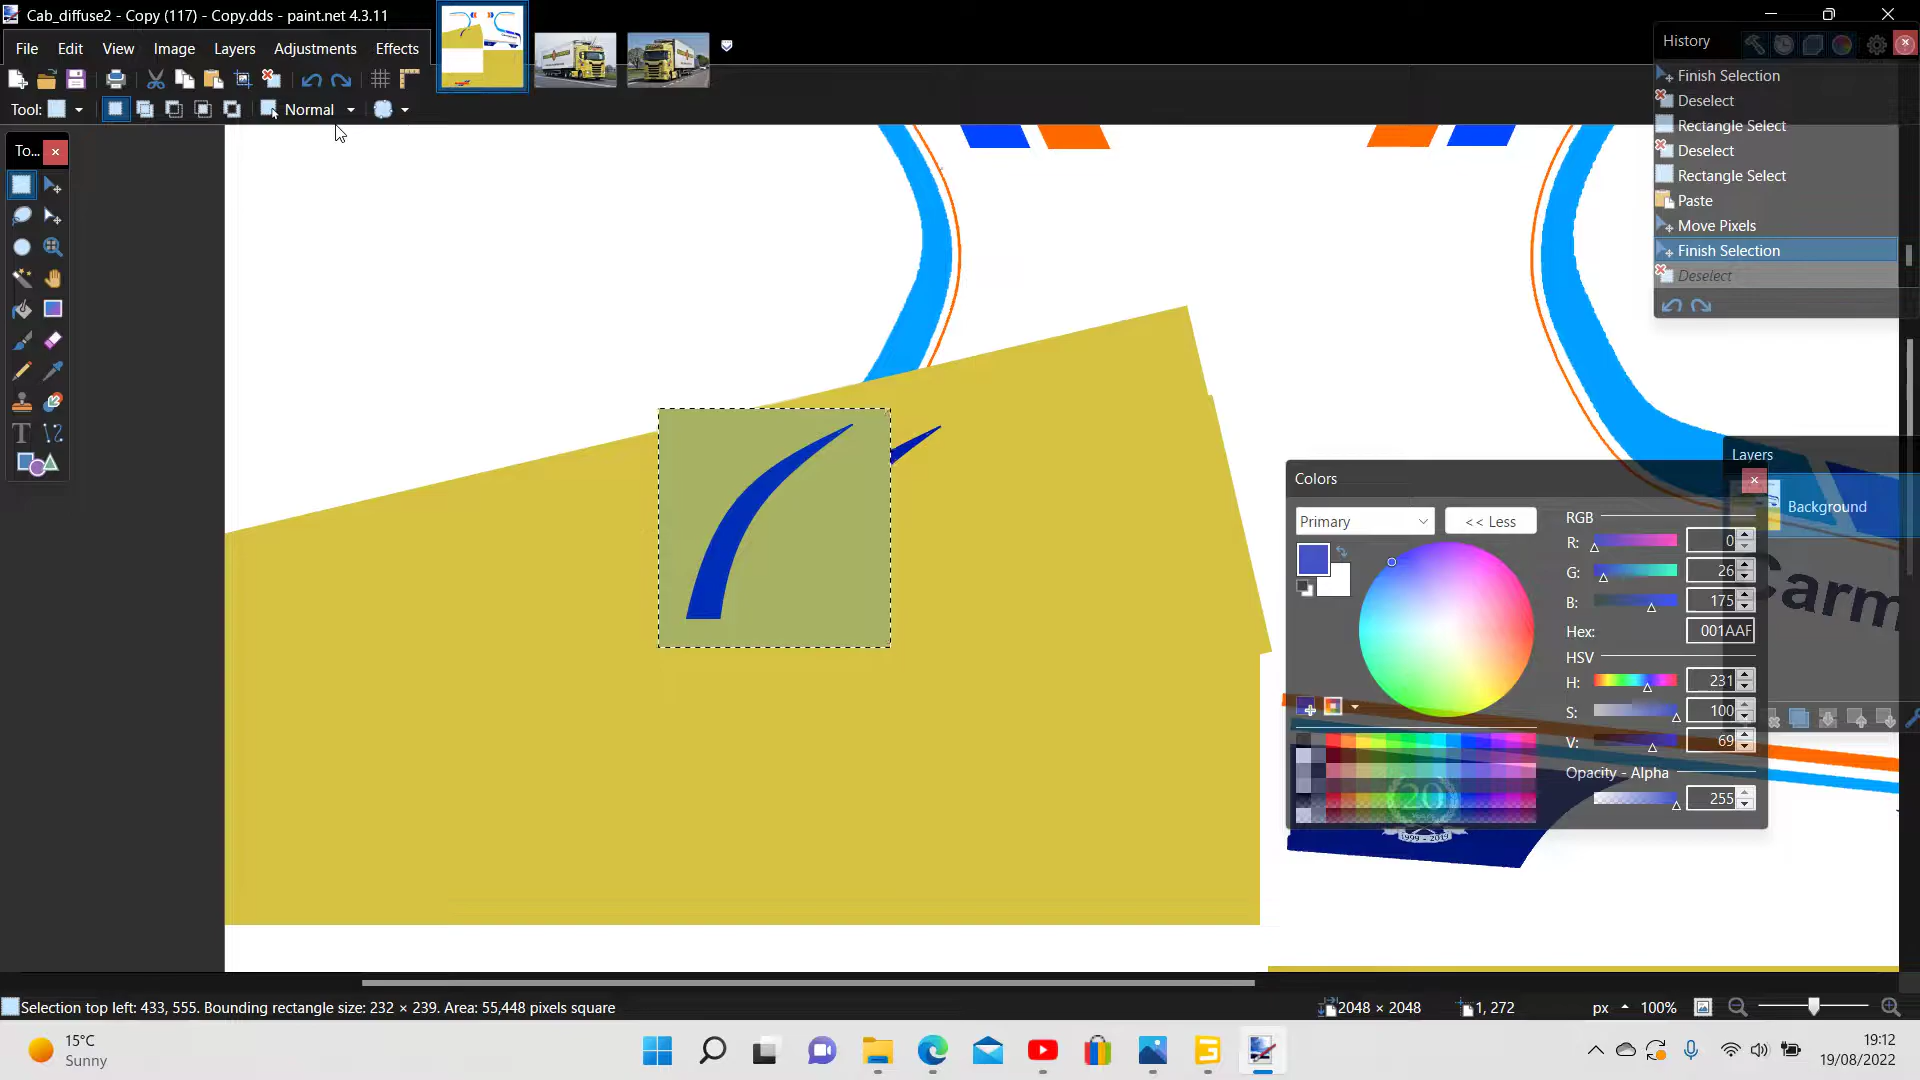 Cab_diffuse2 - Copy (117) - Copy.dds - paint.net 4.3.11
File Edit View Image Layers Adjustments Effects
Tool: Normal
To...
History
Finish Selection
Deselect
Rectangle Select
Deselect
Rectangle Select
Paste
Move Pixels
Finish Selection
Deselect
Layers
Background
Carm
Colors
Primary
<< Less
RGB
R: 0
G: 26
B: 175
Hex: 001AAF
HSV
H: 231
S: 100
V: 69
Opacity - Alpha
255
20
1999 - 2019
Selection top left: 433, 555. Bounding rectangle size: 232 × 239. Area: 55,448 pixels square
2048 × 2048
1, 272
px
100%
15°C
Sunny
19:12
19/08/2022